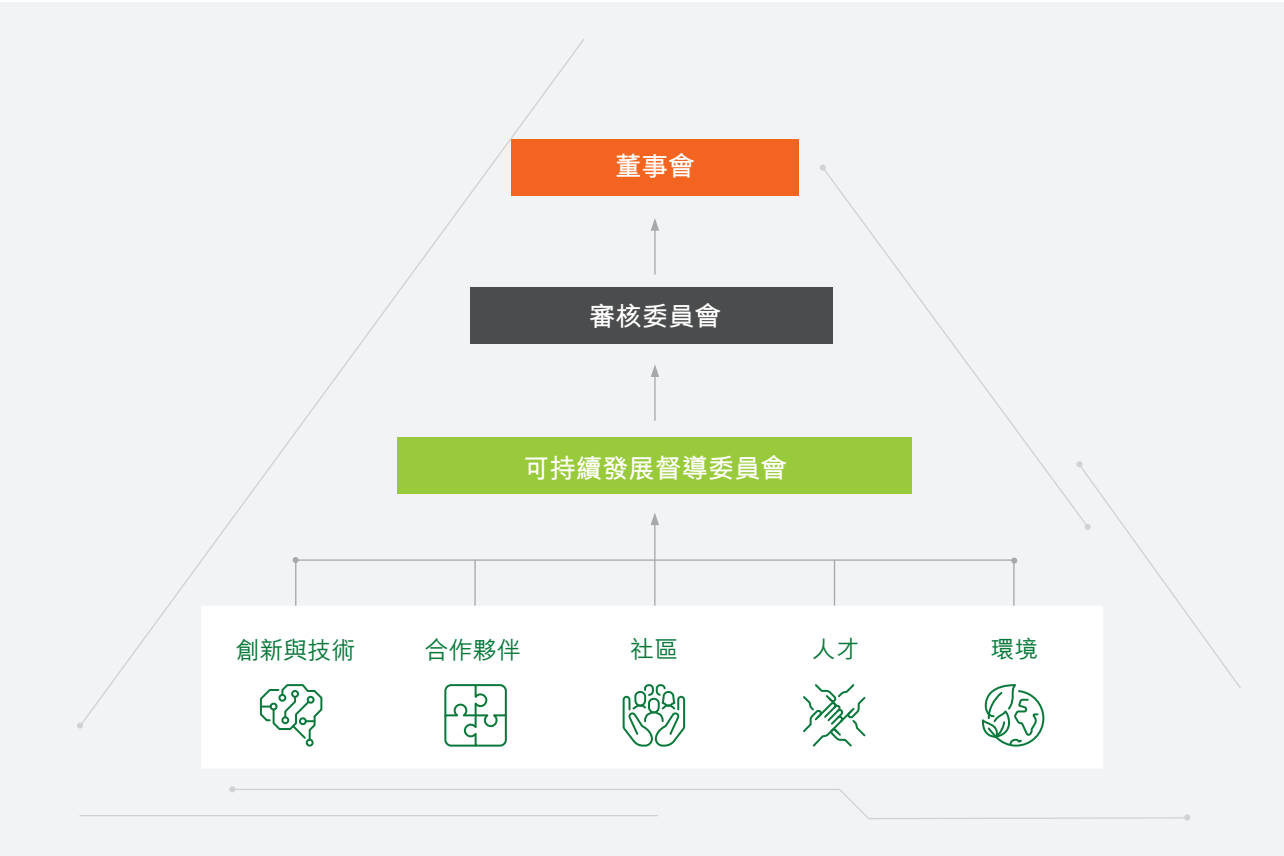 董事會
審核委員會
可持續發展督導委員會
創新與技術
合作夥伴
社區
人才
環境